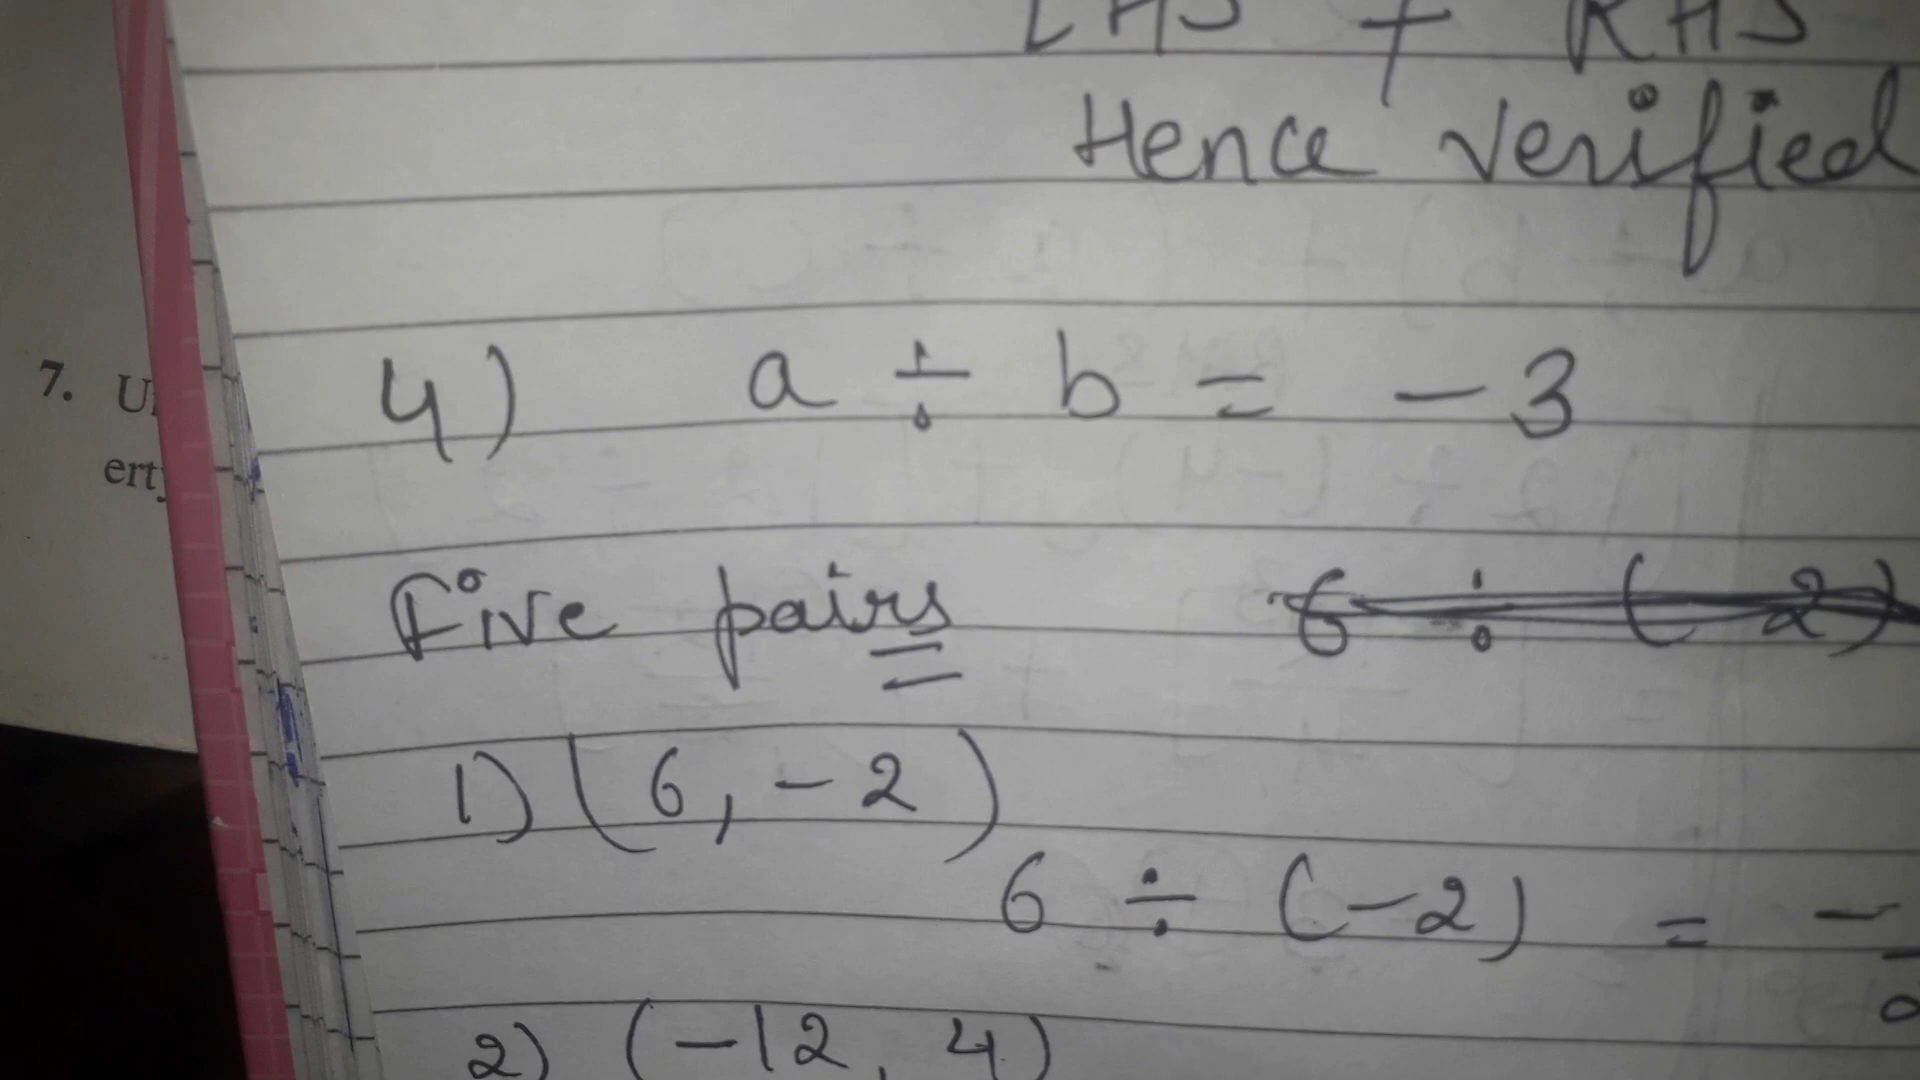 LHS ≠ RHS
Hence verified
7.
4) a ÷ b = -3
Five pairs 6 ÷ (-2)
1) (6, -2)
6 ÷ (-2) = -
2) (-12, 4)